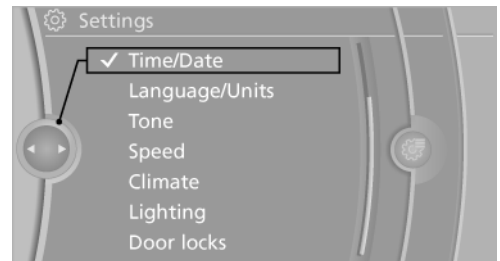 Settings
Time/Date
Language/Units
Tone
Speed
Climate
Lighting
Door locks